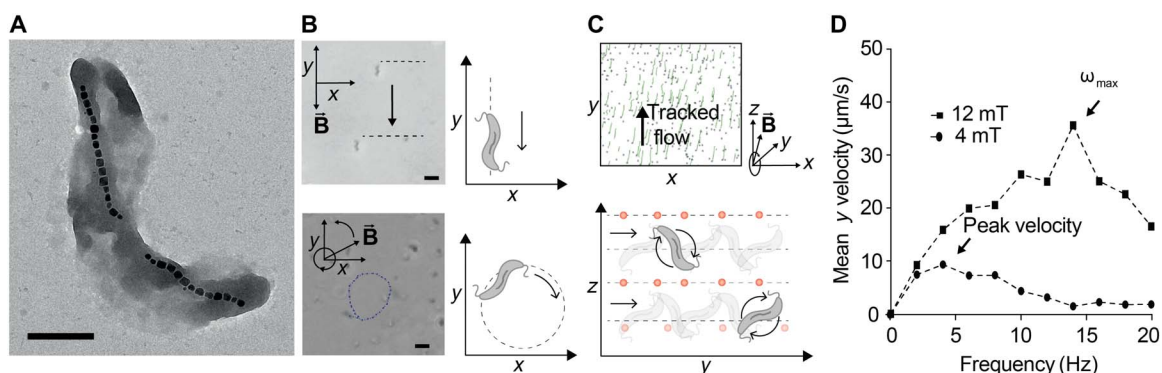 A
B
y
x
B
y
x
y
x
B
y
x
C
y
Tracked
flow
x
z
B
y
x
z
y
D
Mean y velocity (μm/s)
50
40
30
20
10
0
12 mT
4 mT
ω max
Peak velocity
0
5
10
15
20
Frequency (Hz)